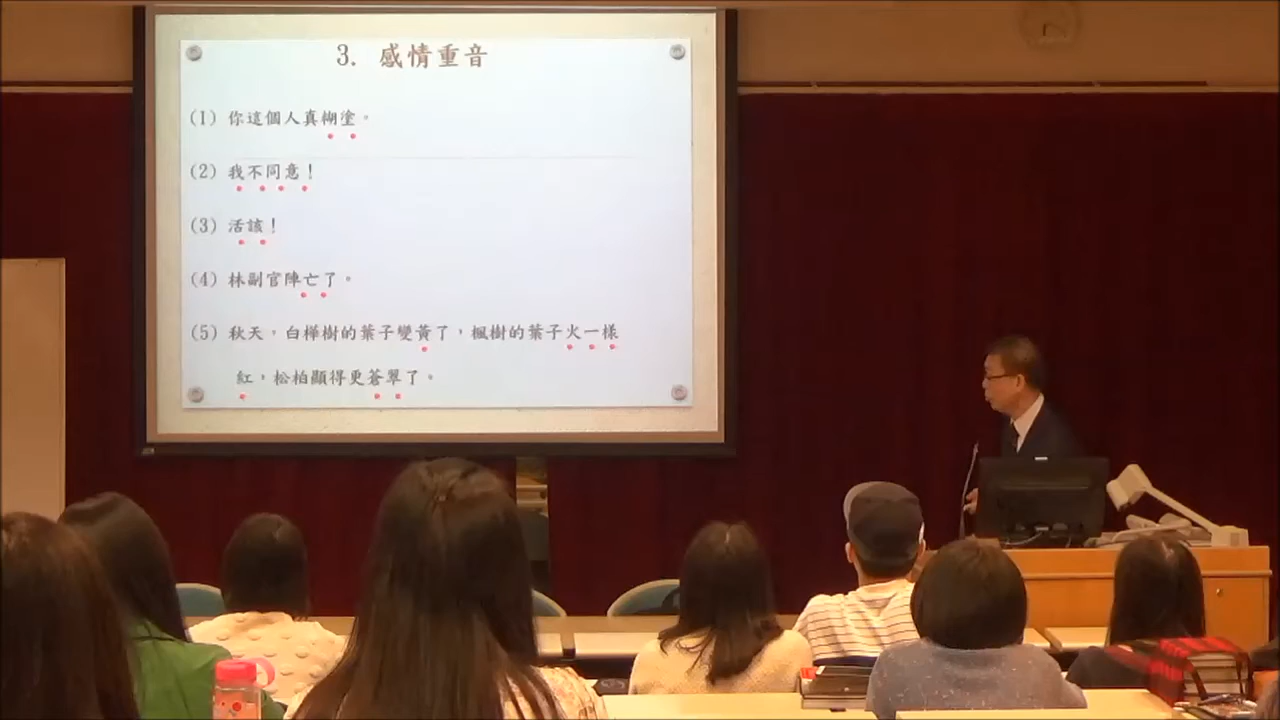 3. 感情重音
(1) 你這個人真糊塗。
(2) 我不同意！
(3) 活該！
(4) 林副官陣亡了。
(5) 秋天，白樺樹的葉子變黃了，楓樹的葉子火一樣
紅，松柏顯得更蒼翠了。